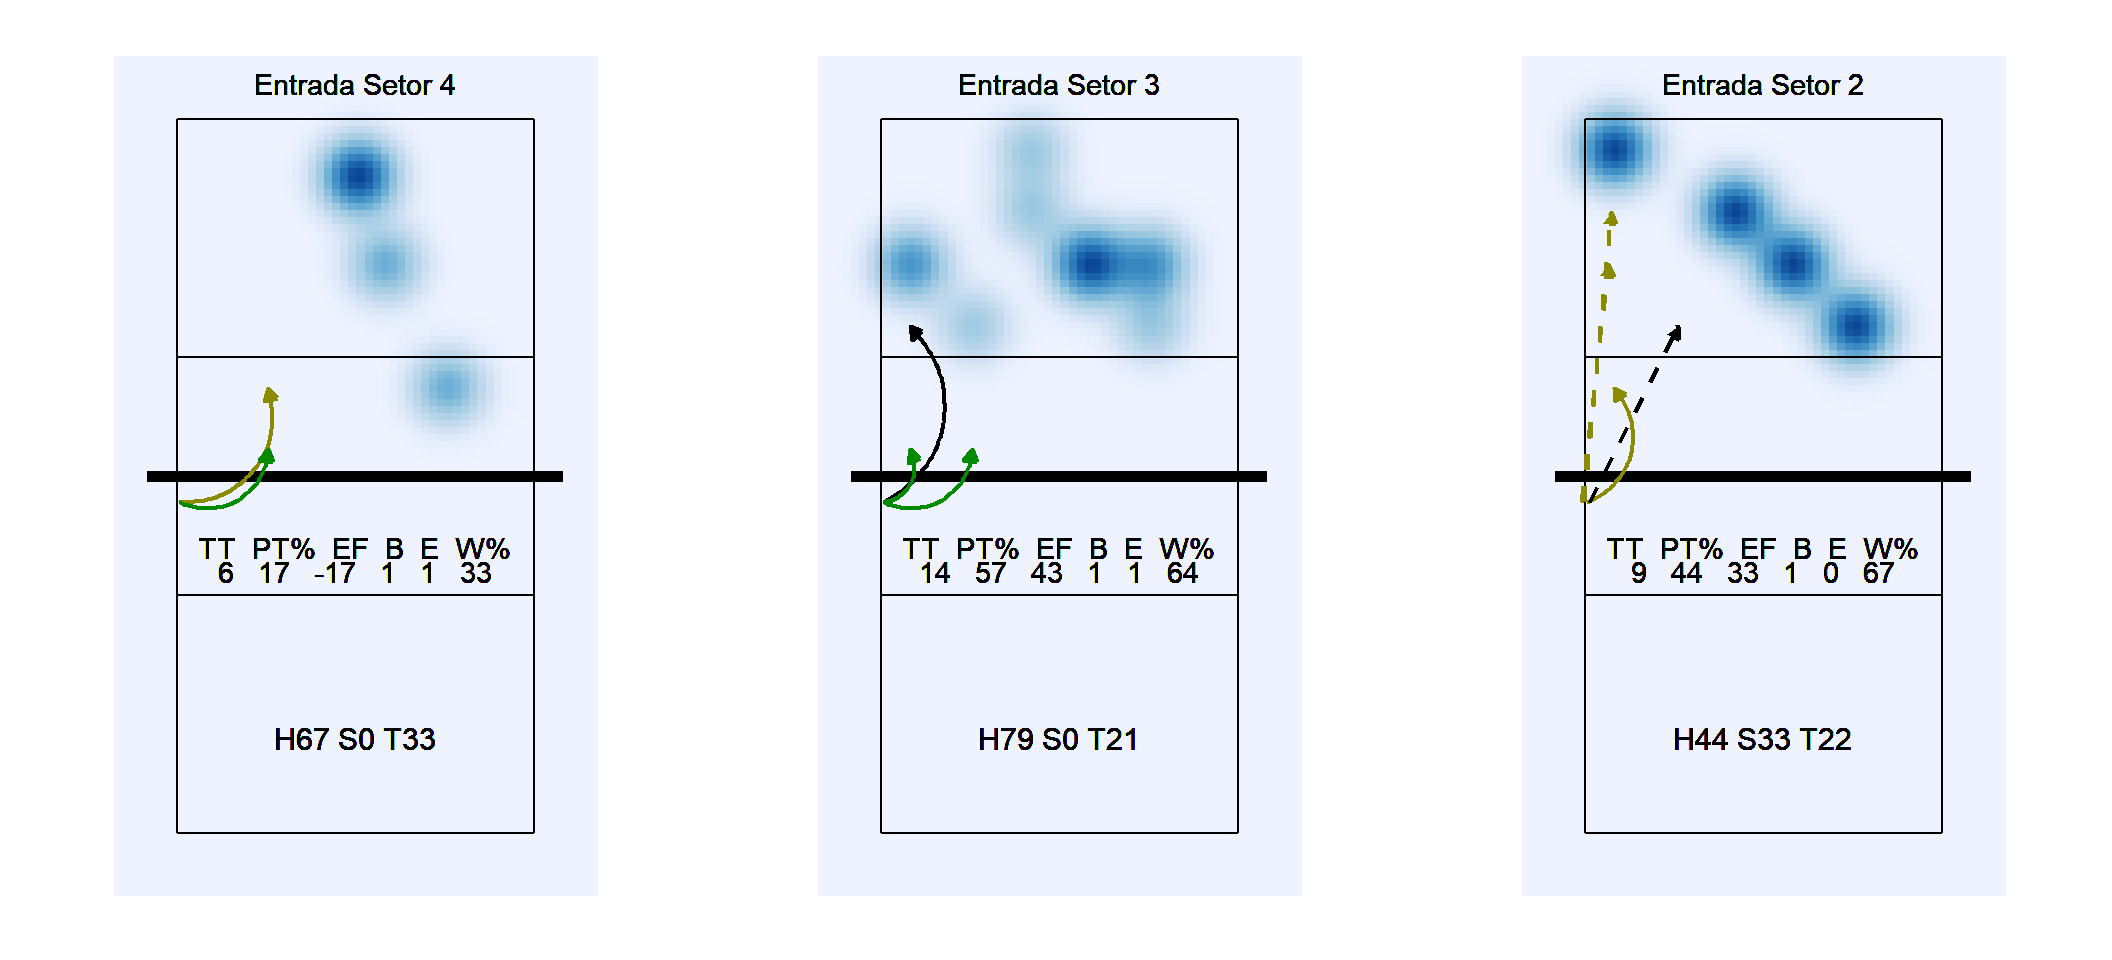 Entrada Setor 4
TT PT% EF B E W%
6 17 -17 1 1 33
H67 S0 T33
Entrada Setor 3
TT PT% EF B E W%
14 57 43 1 1 64
H79 S0 T21
Entrada Setor 2
TT PT% EF B E W%
9 44 33 1 0 67
H44 S33 T22